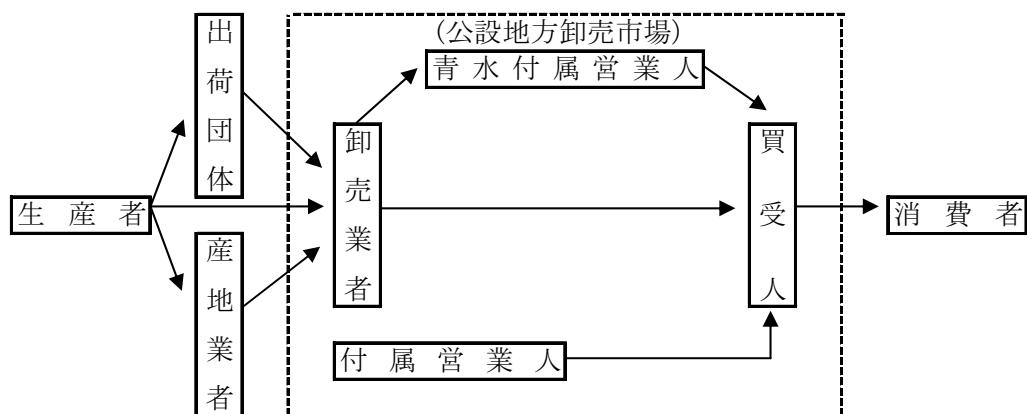 (公設地方卸売市場)
出荷団体
青水付属営業人
卸売業者
買受人
生産者
消費者
産地業者
付属営業人